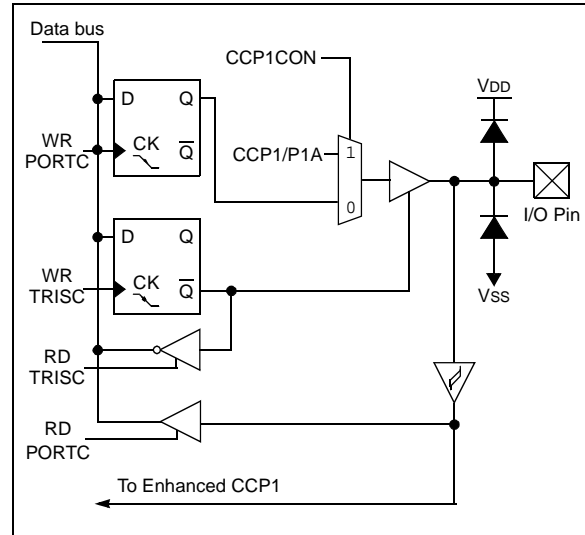 Data bus
CCP1CON
VDD
D Q
WR
PORTC
CK Q
CCP1/P1A
1
0
I/O Pin
D Q
WR
TRISC
CK Q
VSS
RD
TRISC
RD
PORTC
To Enhanced CCP1